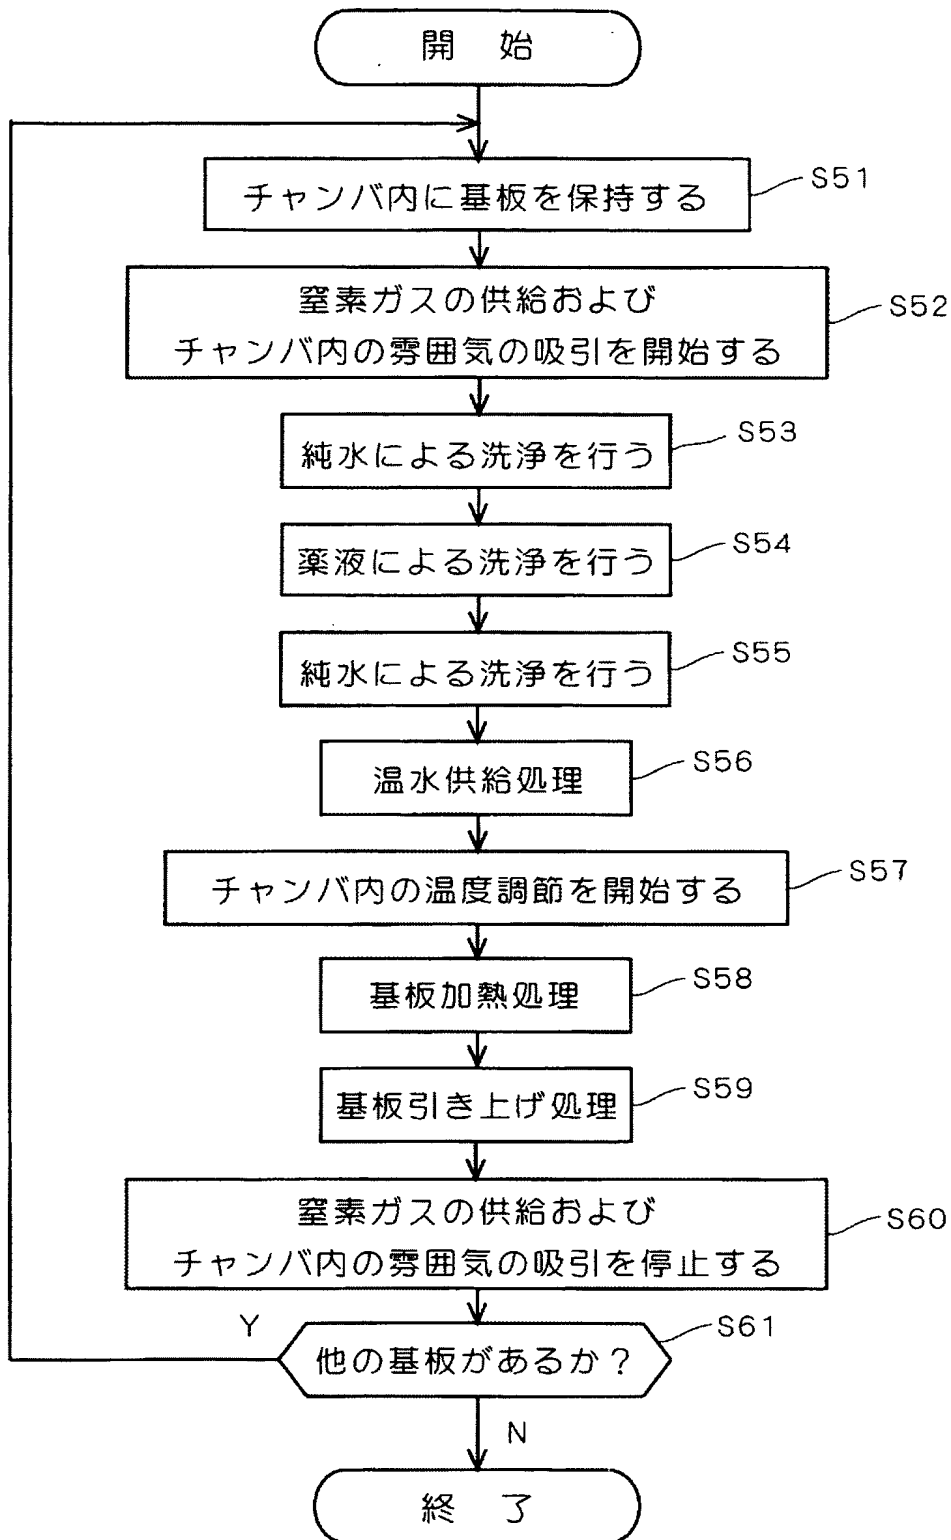 開 始
チャンバ内に基板を保持する
S51
窒素ガスの供給および
チャンバ内の雰囲気の吸引を開始する
S52
純水による洗浄を行う
S53
薬液による洗浄を行う
S54
純水による洗浄を行う
S55
温水供給処理
S56
チャンバ内の温度調節を開始する
S57
基板加熱処理
S58
基板引き上げ処理
S59
窒素ガスの供給および
チャンバ内の雰囲気の吸引を停止する
S60
Y
他の基板があるか？
S61
N
終 了